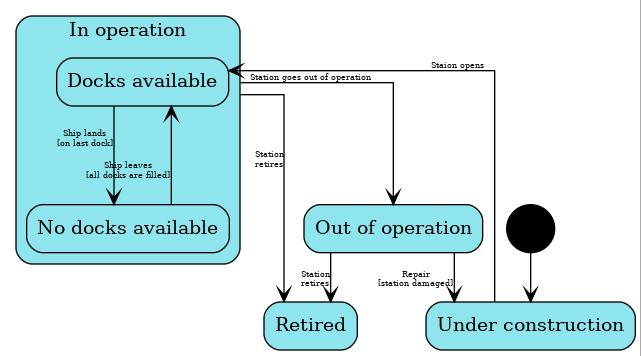 In operation
Docks available
Staion opens
Station goes out of operation
Ship lands
[on last dock]
Ship leaves
[all docks are filled]
Station
retires
No docks available
Out of operation
Station
retires
Repair
[station damaged]
Retired
Under construction